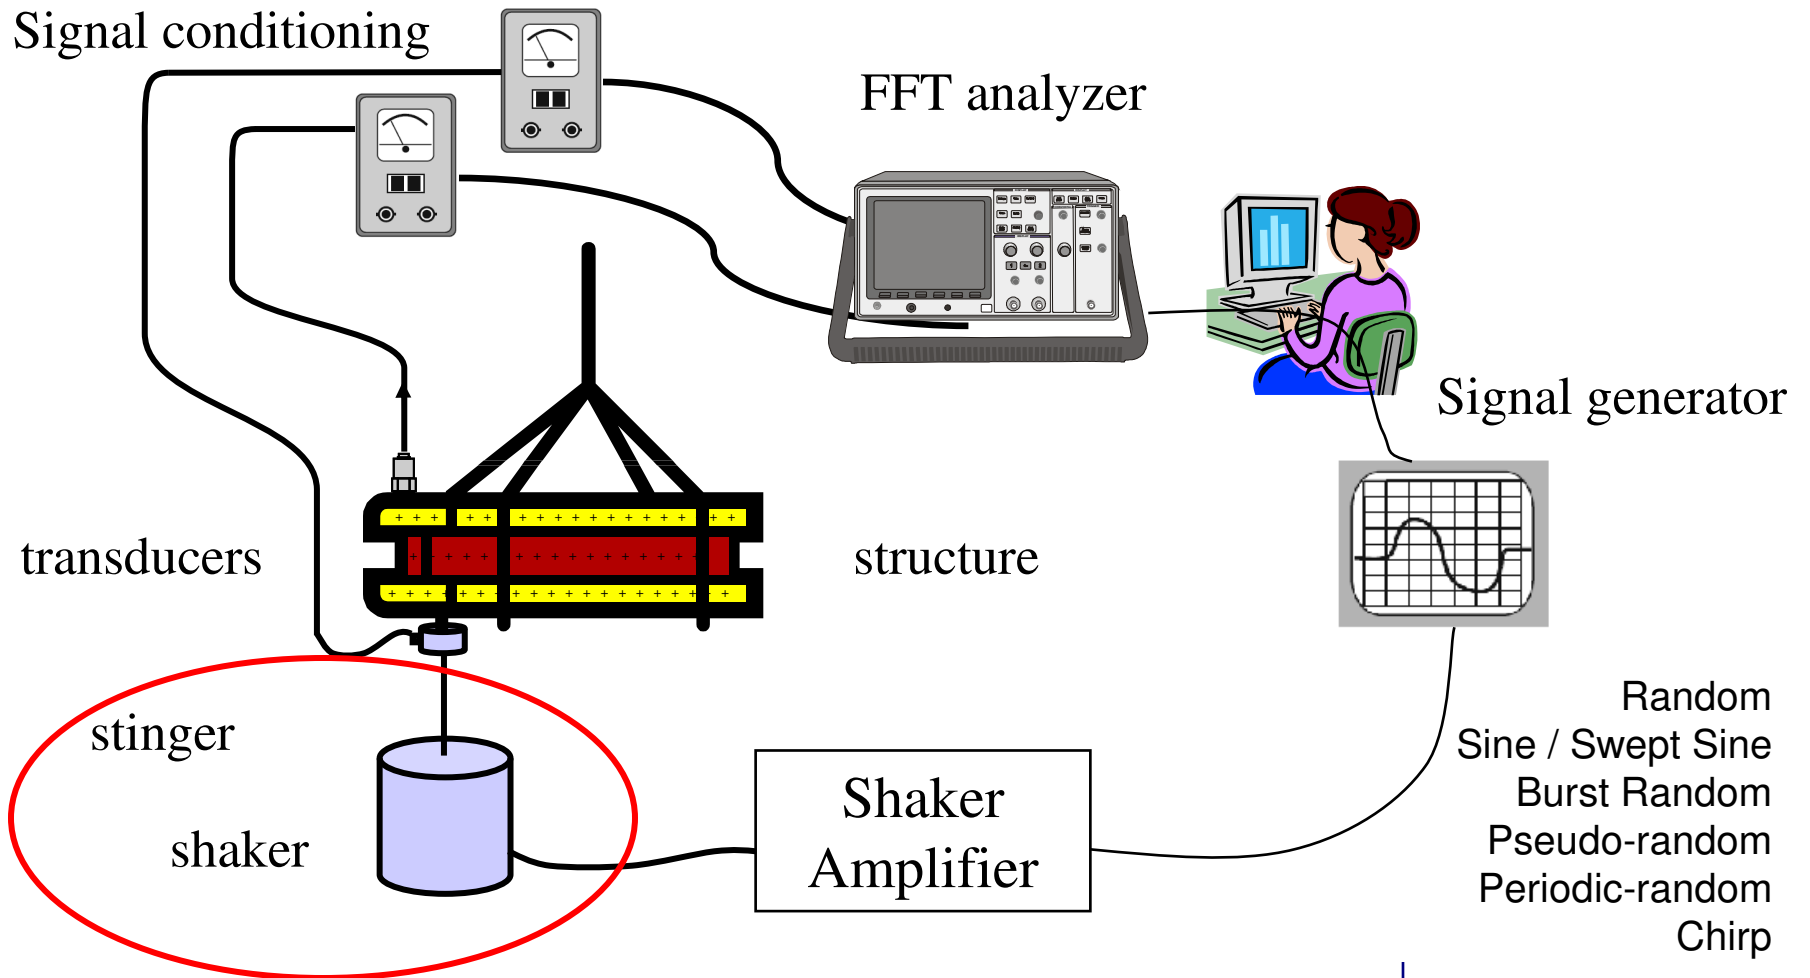 Signal conditioning
FFT analyzer
Signal generator
transducers
structure
stinger
shaker
Shaker
Amplifier
Random
Sine / Swept Sine
Burst Random
Pseudo-random
Periodic-random
Chirp